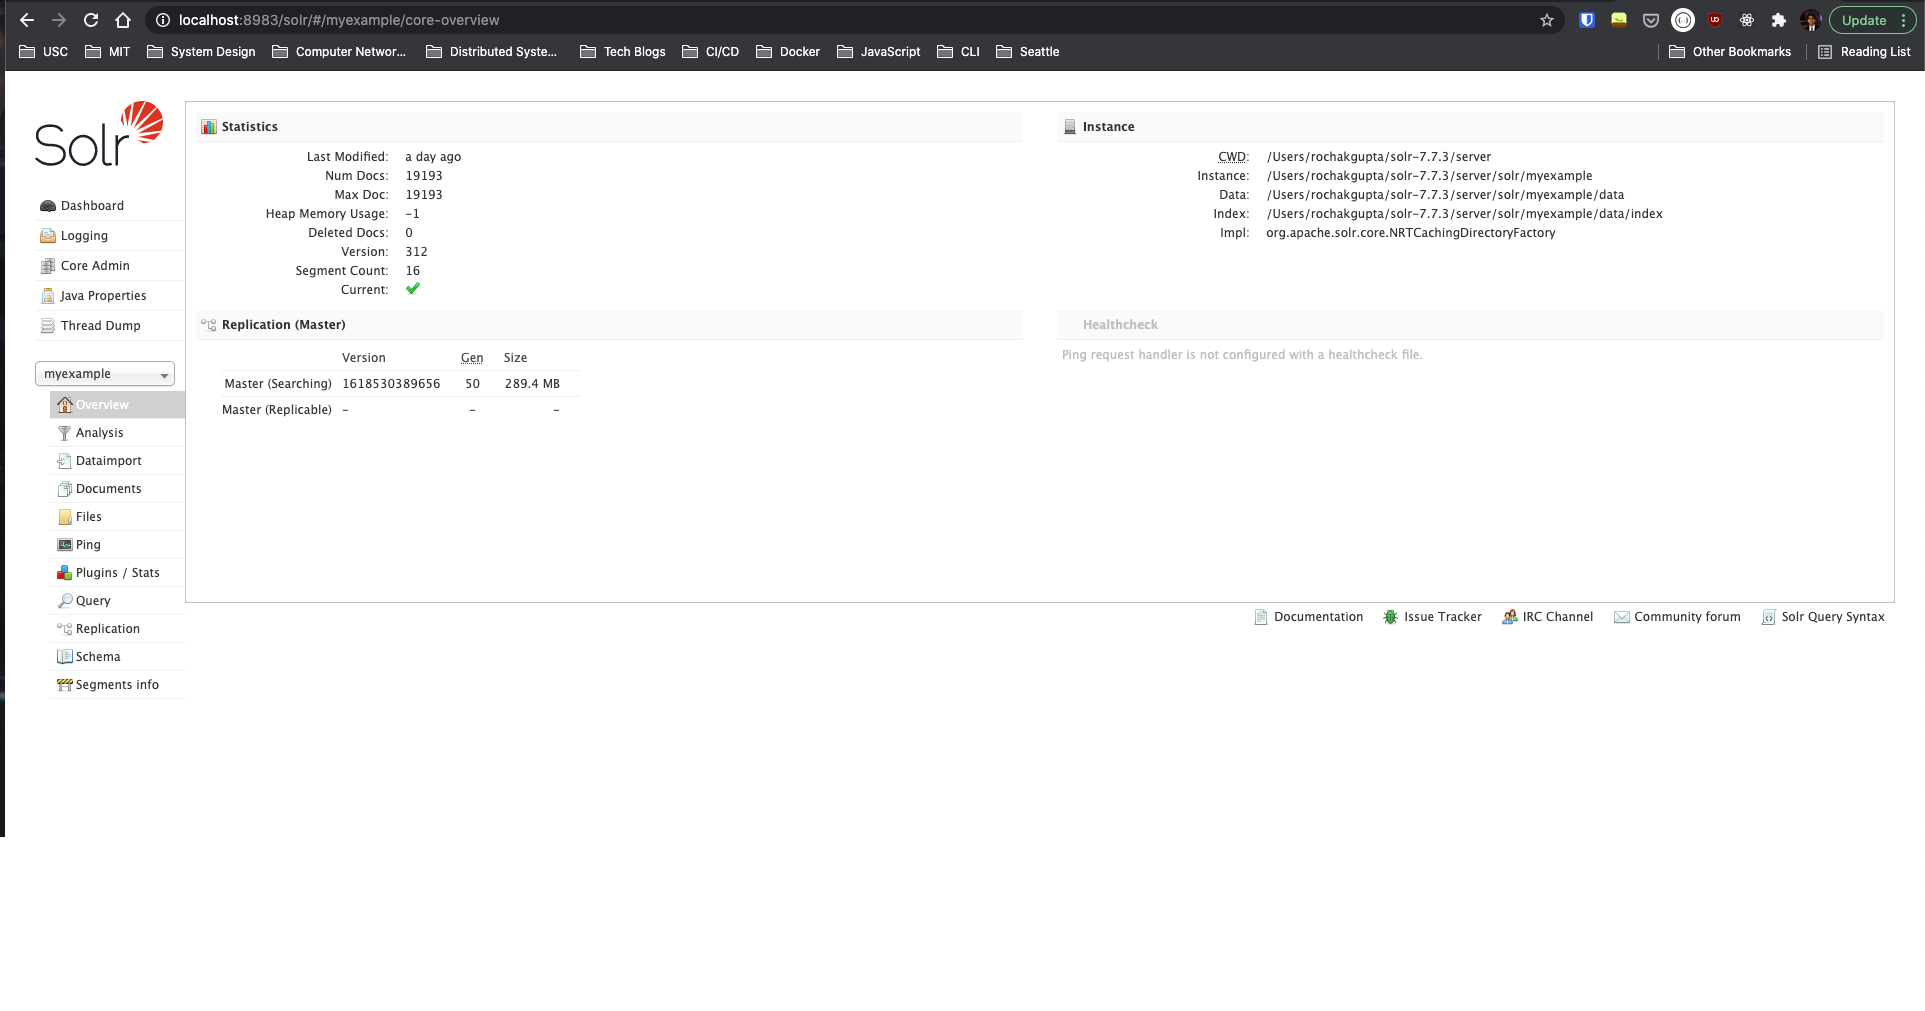 localhost:8983/solr/#/myexample/core-overview
Update
USC MIT System Design Computer Networ... Distributed Syste... Tech Blogs CI/CD Docker JavaScript CLI Seattle Other Bookmarks Reading List
Solr
Dashboard
Logging
Core Admin
Java Properties
Thread Dump
myexample
Overview
Analysis
Dataimport
Documents
Files
Ping
Plugins / Stats
Query
Replication
Schema
Segments info
Statistics
Last Modified: a day ago
Num Docs: 19193
Max Doc: 19193
Heap Memory Usage: -1
Deleted Docs: 0
Version: 312
Segment Count: 16
Current:
Instance
CWD: /Users/rochakgupta/solr-7.7.3/server
Instance: /Users/rochakgupta/solr-7.7.3/server/solr/myexample
Data: /Users/rochakgupta/solr-7.7.3/server/solr/myexample/data
Index: /Users/rochakgupta/solr-7.7.3/server/solr/myexample/data/index
Impl: org.apache.solr.core.NRTCachingDirectoryFactory
Replication (Master)
Version Gen Size
Master (Searching) 1618530389656 50 289.4 MB
Master (Replicable) - - -
Healthcheck
Ping request handler is not configured with a healthcheck file.
Documentation Issue Tracker IRC Channel Community forum Solr Query Syntax